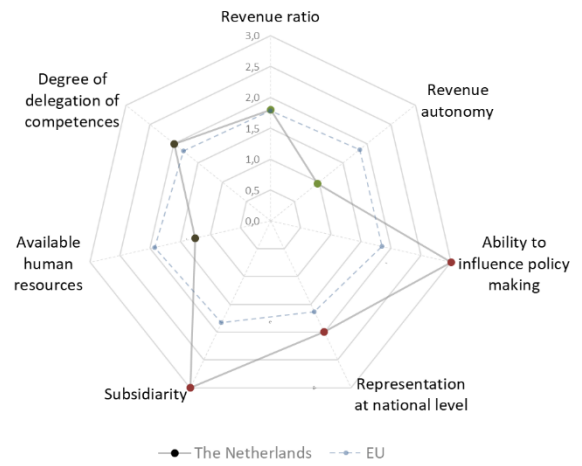 Revenue ratio
3,0
2,5
2,0
1,5
1,0
0,5
0,0
Revenue
autonomy
Ability to
influence policy
making
Representation
at national level
Subsidiarity
Available
human
resources
Degree of
delegation of
competences
The Netherlands
EU